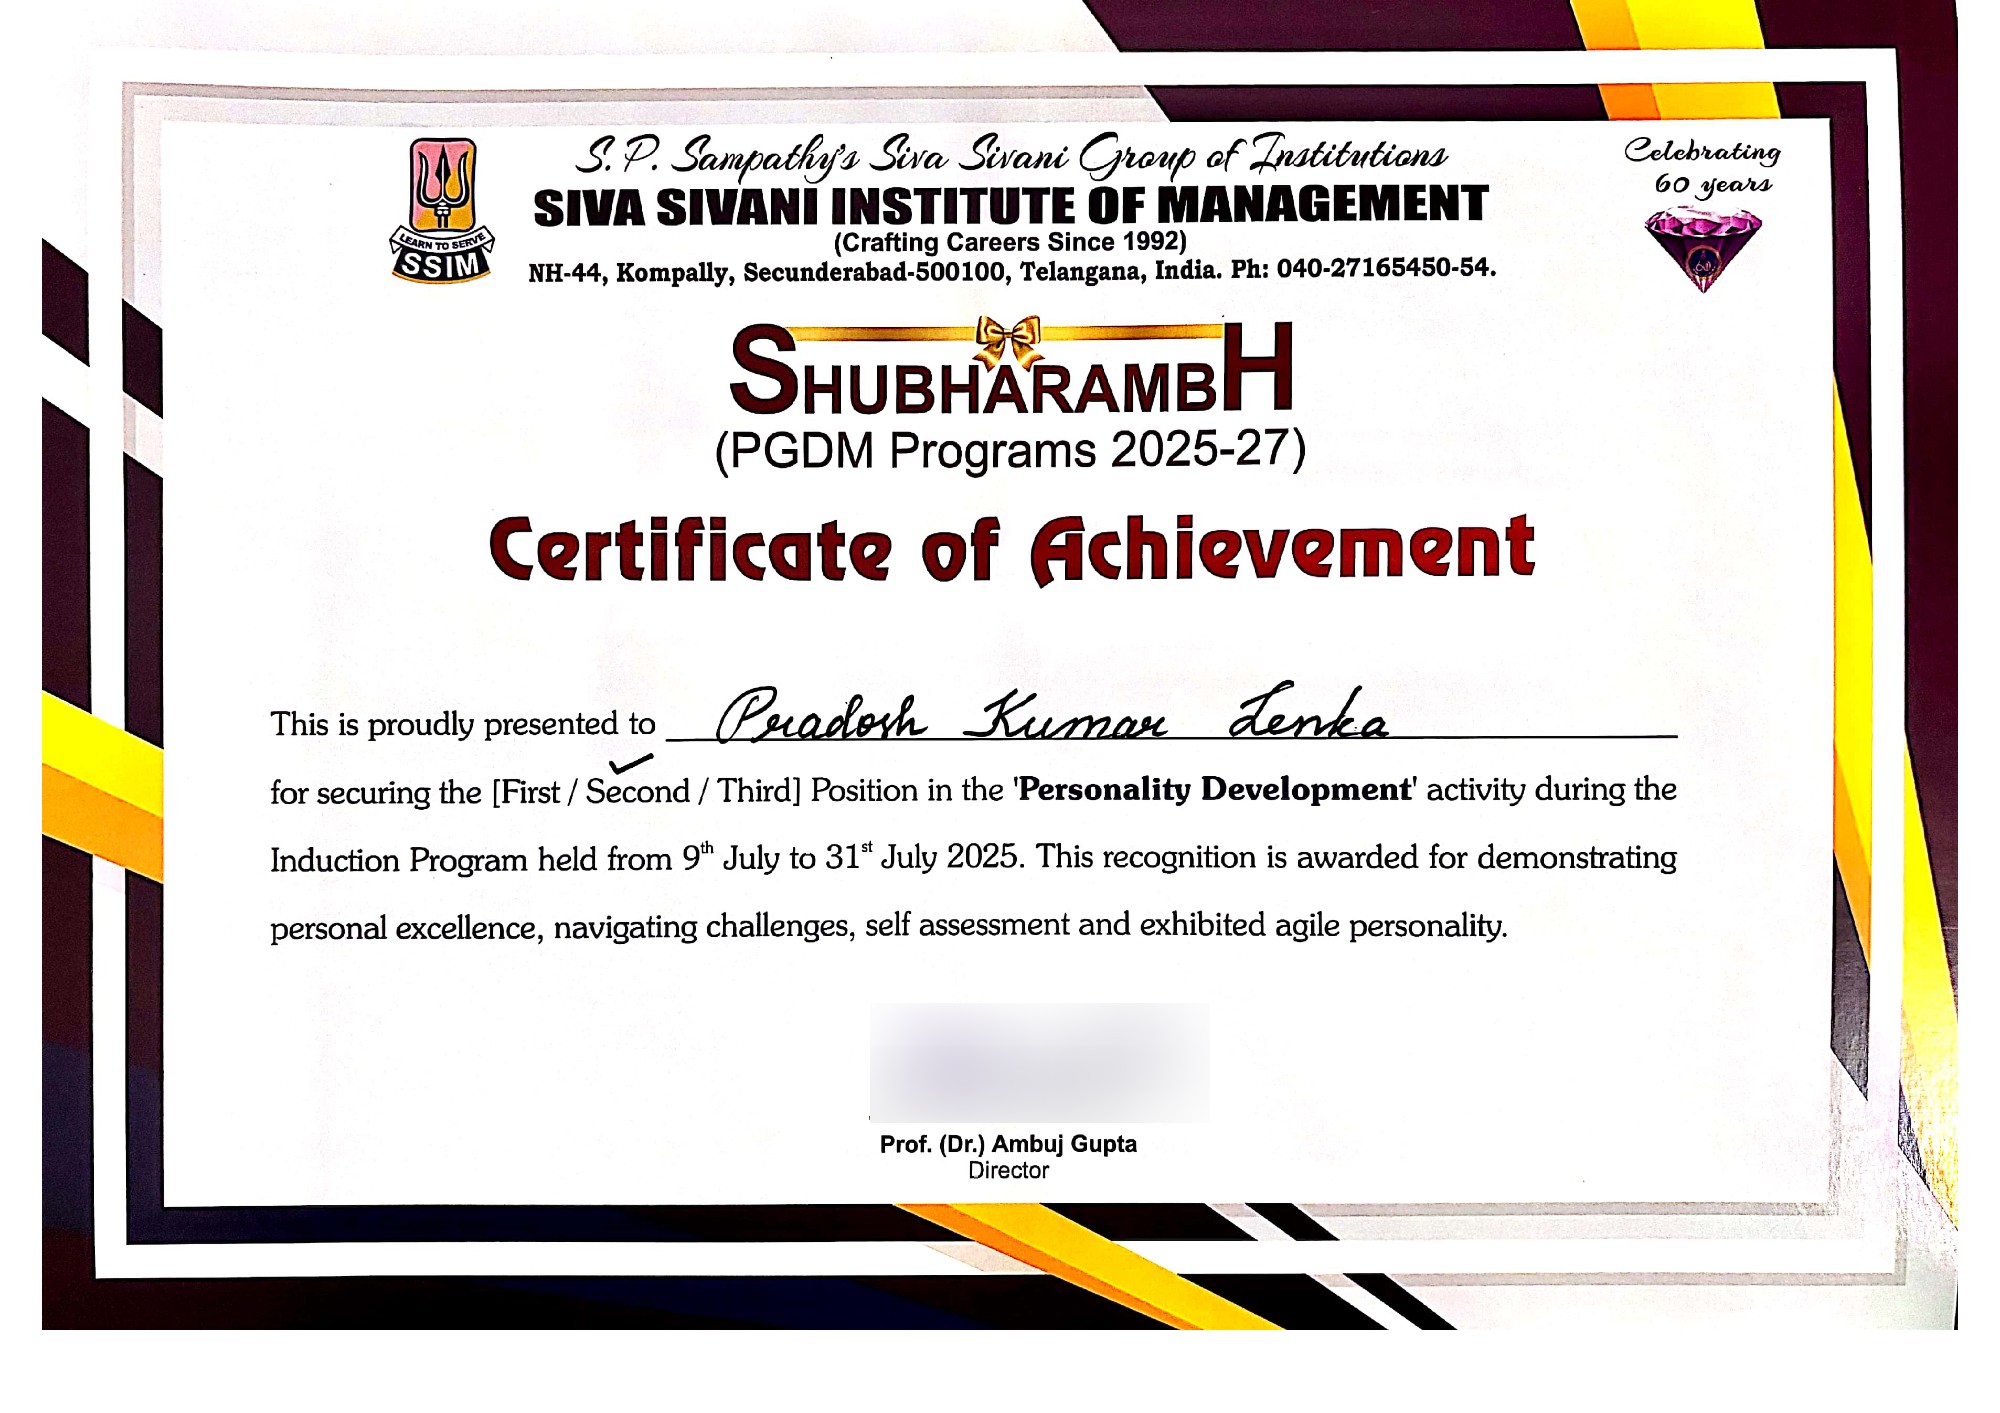 S. P. Sampathy's Siva Sivani Group of Institutions
SIVA SIVANI INSTITUTE OF MANAGEMENT
(Crafting Careers Since 1992)
NH-44, Kompally, Secunderabad-500100, Telangana, India. Ph: 040-27165450-54.
LEARN TO SERVE
SSIM
Celebrating
60 years
SHUBHARAMBH
(PGDM Programs 2025-27)
Certificate of Achievement
This is proudly presented to Pradosh Kumar Lenka
for securing the [First / Second / Third] Position in the 'Personality Development' activity during the
Induction Program held from 9th July to 31st July 2025. This recognition is awarded for demonstrating
personal excellence, navigating challenges, self assessment and exhibited agile personality.
Prof. (Dr.) Ambuj Gupta
Director